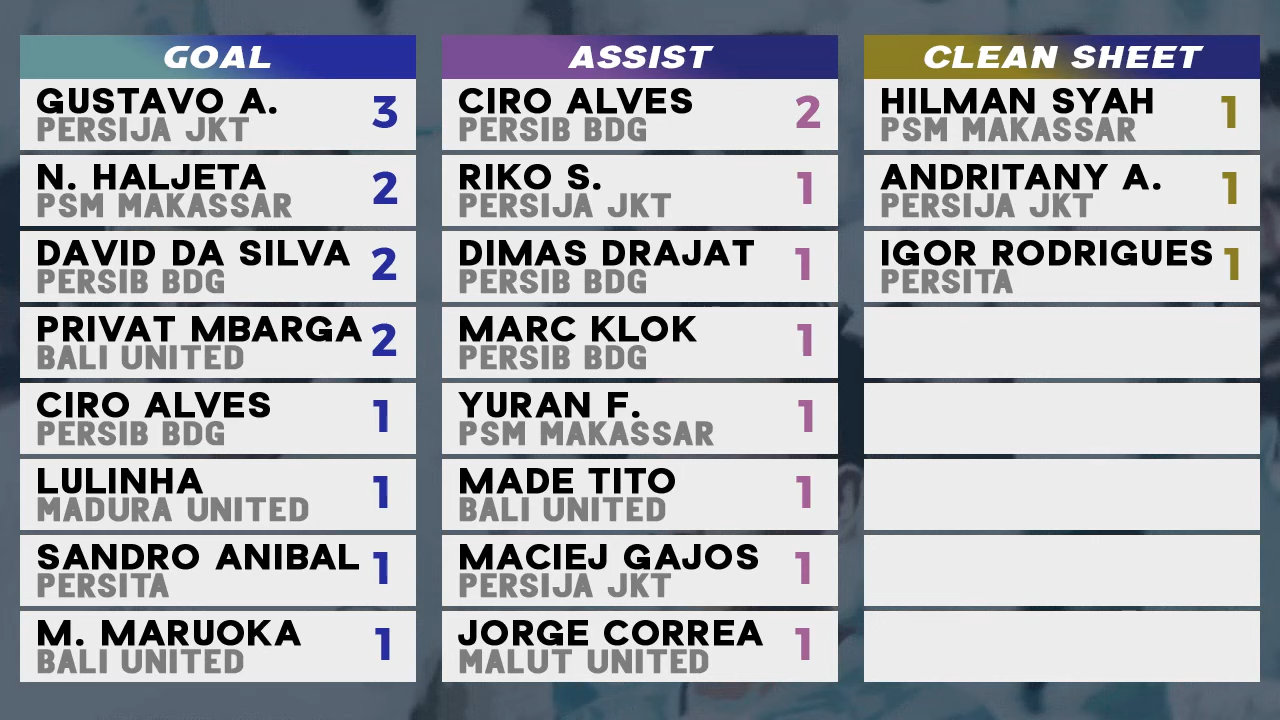 GOAL
GUSTAVO A. 3
PERSIJA JKT
N. HALJETA 2
PSM MAKASSAR
DAVID DA SILVA 2
PERSIB BDG
PRIVAT MBARGA 2
BALI UNITED
CIRO ALVES 1
PERSIB BDG
LULINHA 1
MADURA UNITED
SANDRO ANIBAL 1
PERSITA
M. MARUOKA 1
BALI UNITED
ASSIST
CIRO ALVES 2
PERSIB BDG
RIKO S. 1
PERSIJA JKT
DIMAS DRAJAT 1
PERSIB BDG
MARC KLOK 1
PERSIB BDG
YURAN F. 1
PSM MAKASSAR
MADE TITO 1
BALI UNITED
MACIEJ GAJOS 1
PERSIJA JKT
JORGE CORREA 1
MALUT UNITED
CLEAN SHEET
HILMAN SYAH 1
PSM MAKASSAR
ANDRITANY A. 1
PERSIJA JKT
IGOR RODRIGUES 1
PERSITA